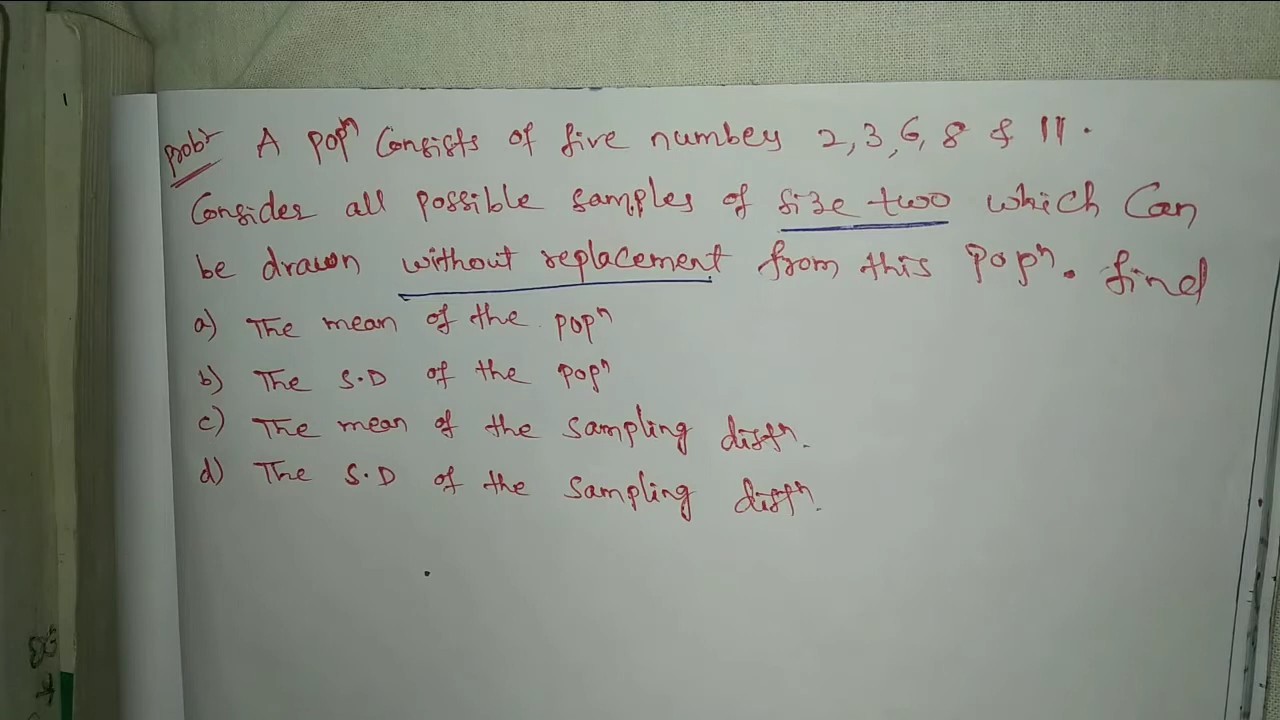 Prob:- A popⁿ Consists of five numbers 2, 3, 6, 8 & 11.
Consider all possible samples of size two which Can
be drawn without replacement from this popⁿ. find
a) The mean of the popⁿ
b) The S.D of the popⁿ
c) The mean of the sampling distⁿ.
d) The S.D of the sampling distⁿ.